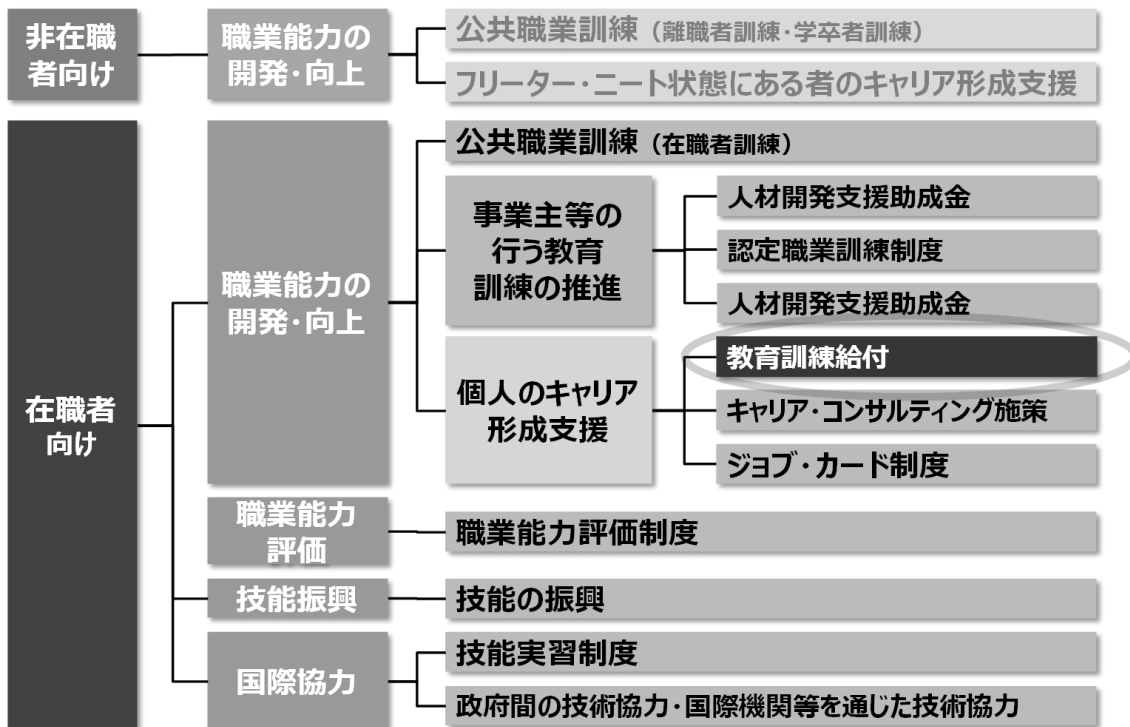 非在職
者向け
職業能力の
開発・向上
公共職業訓練（離職者訓練・学卒者訓練）
フリーター・ニート状態にある者のキャリア形成支援
在職者
向け
職業能力の
開発・向上
公共職業訓練（在職者訓練）
事業主等の
行う教育
訓練の推進
人材開発支援助成金
認定職業訓練制度
人材開発支援助成金
個人のキャリア
形成支援
教育訓練給付
キャリア・コンサルティング施策
ジョブ・カード制度
職業能力
評価
職業能力評価制度
技能振興
技能の振興
国際協力
技能実習制度
政府間の技術協力・国際機関等を通じた技術協力